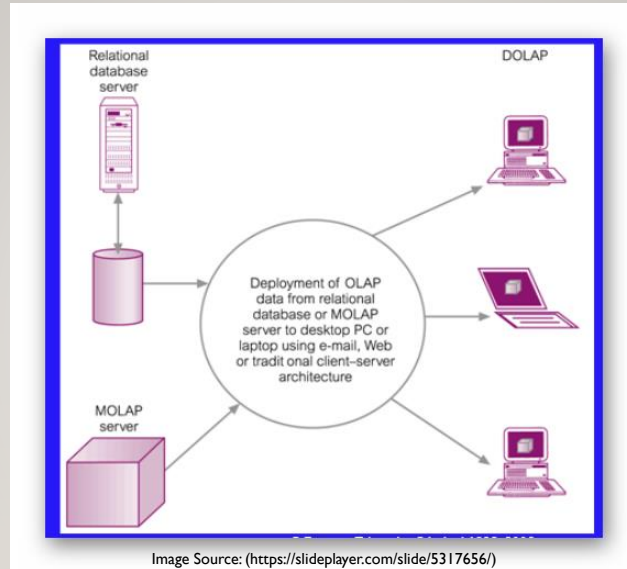 Relational
database
server
DOLAP
Deployment of OLAP
data from relational
database or MOLAP
server to desktop PC or
laptop using e-mail, Web
or tradit onal client–server
architecture
MOLAP
server
Image Source: (https://slideplayer.com/slide/5317656/)